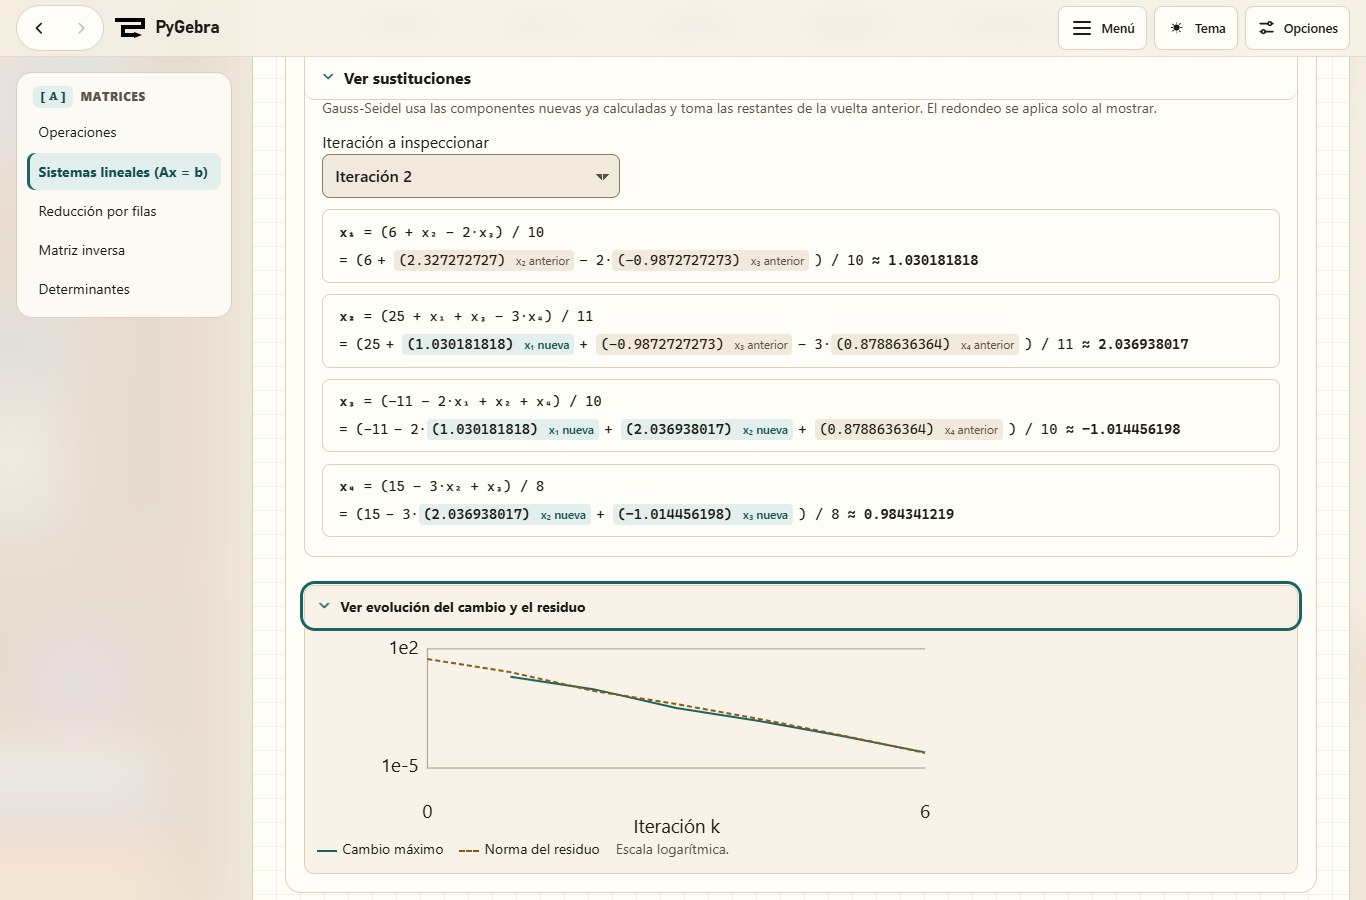 PyGebra
Menú
Tema
Opciones
[ A ] MATRICES
Operaciones
Sistemas lineales (Ax = b)
Reducción por filas
Matriz inversa
Determinantes
Ver sustituciones
Gauss-Seidel usa las componentes nuevas ya calculadas y toma las restantes de la vuelta anterior. El redondeo se aplica solo al mostrar.
Iteración a inspeccionar
Iteración 2
x₁ = (6 + x₂ − 2·x₃) / 10
= (6 + (2.327272727) x₂ anterior − 2· (−0.9872727273) x₃ anterior ) / 10 ≈ 1.030181818
x₂ = (25 + x₁ + x₃ − 3·x₄) / 11
= (25 + (1.030181818) x₁ nueva + (−0.9872727273) x₃ anterior − 3· (0.8788636364) x₄ anterior ) / 11 ≈ 2.036938017
x₃ = (−11 − 2·x₁ + x₂ + x₄) / 10
= (−11 − 2· (1.030181818) x₁ nueva + (2.036938017) x₂ nueva + (0.8788636364) x₄ anterior ) / 10 ≈ −1.014456198
x₄ = (15 − 3·x₂ + x₃) / 8
= (15 − 3· (2.036938017) x₂ nueva + (−1.014456198) x₃ nueva ) / 8 ≈ 0.984341219
Ver evolución del cambio y el residuo
1e2
1e-5
0
6
Iteración k
Cambio máximo
Norma del residuo
Escala logarítmica.